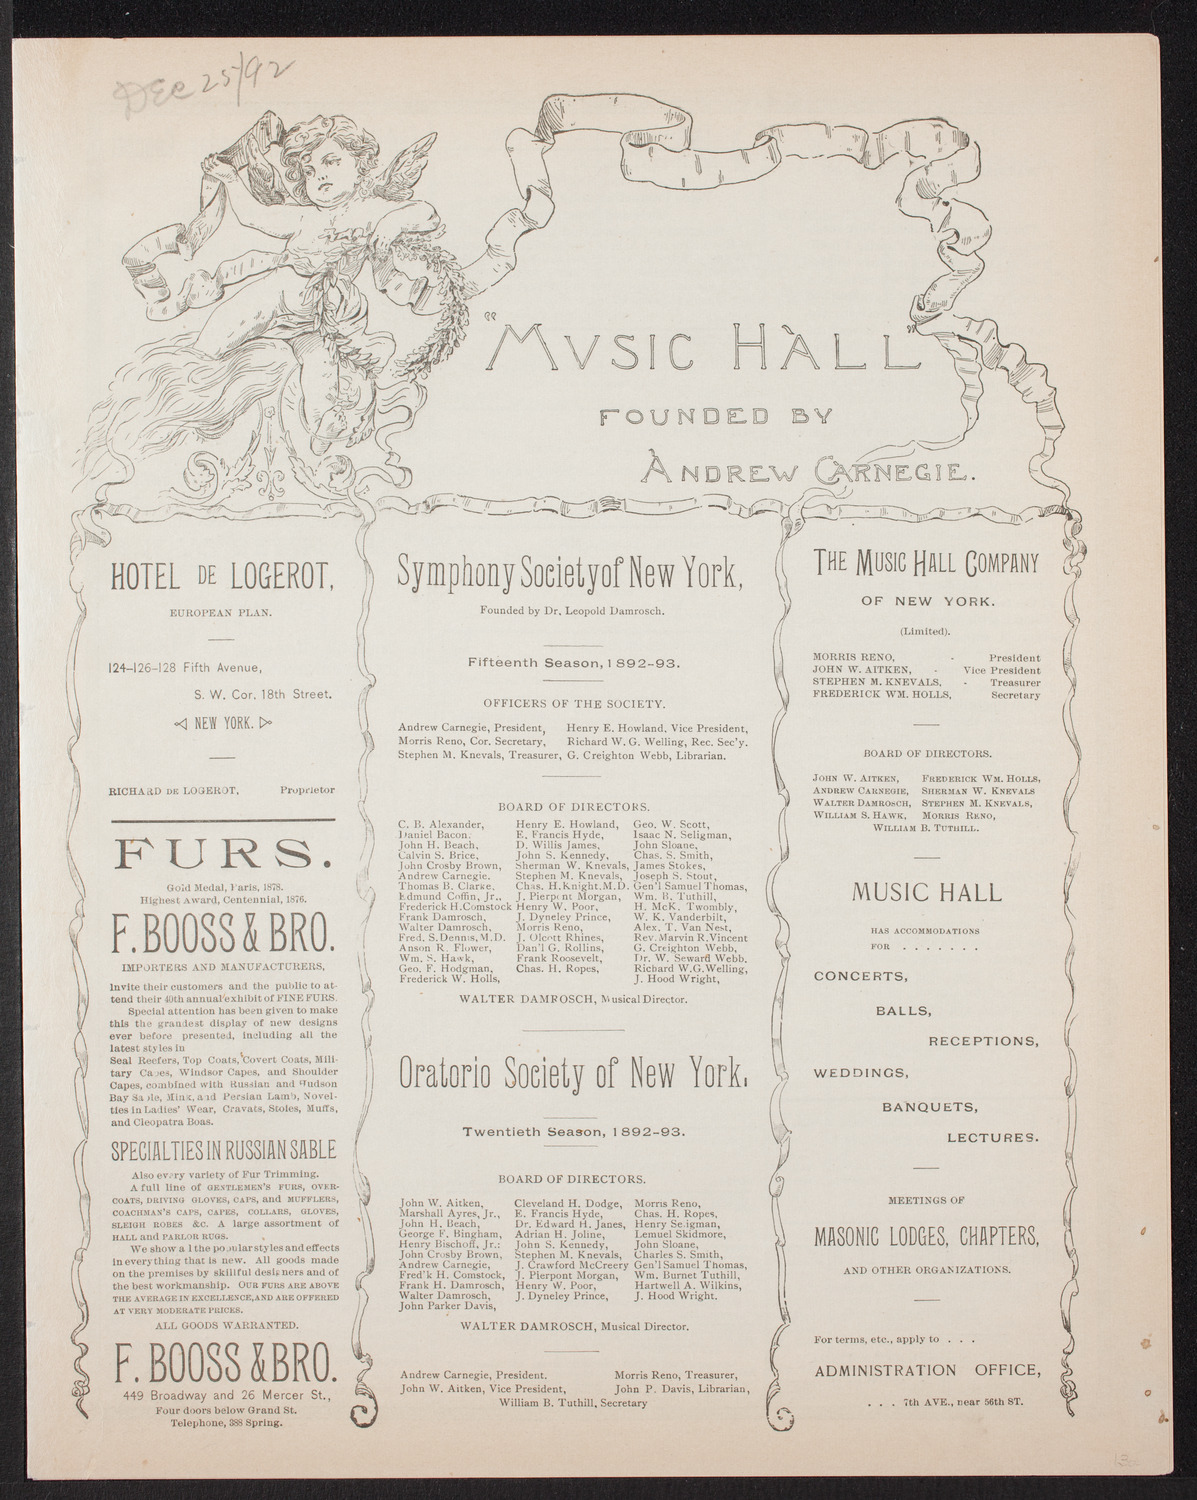 Dec 25/92
"MVSIC HALL"
FOUNDED BY
ANDREW CARNEGIE.
HOTEL DE LOGEROT,
EUROPEAN PLAN.
124–126–128 Fifth Avenue,
S. W. Cor. 18th Street.
NEW YORK.
RICHARD DE LOGEROT, Proprietor
FURS.
Gold Medal, Paris, 1878.
Highest Award, Centennial, 1876.
F. BOOSS & BRO.
IMPORTERS AND MANUFACTURERS,
Invite their customers and the public to at-
tend their 40th annual exhibit of FINE FURS.
Special attention has been given to make
this the grandest display of new designs
ever before presented, including all the
latest styles in
Seal Reefers, Top Coats, Covert Coats, Mili-
tary Capes, Windsor Capes, and Shoulder
Capes, combined with Russian and Hudson
Bay Sable, Mink, and Persian Lamb, Novel-
ties in Ladies' Wear, Cravats, Stoles, Muffs,
and Cleopatra Boas.
SPECIALTIES IN RUSSIAN SABLE
Also every variety of Fur Trimming.
A full line of GENTLEMEN'S FURS, OVER-
COATS, DRIVING GLOVES, CAPS, and MUFFLERS,
COACHMAN'S CAPS, CAPES, COLLARS, GLOVES,
SLEIGH ROBES &C. A large assortment of
HALL and PARLOR RUGS.
We show all the popular styles and effects
in everything that is new. All goods made
on the premises by skillful designers and of
the best workmanship. OUR FURS ARE ABOVE
THE AVERAGE IN EXCELLENCE, AND ARE OFFERED
AT VERY MODERATE PRICES.
ALL GOODS WARRANTED.
F. BOOSS & BRO.
449 Broadway and 26 Mercer St.,
Four doors below Grand St.
Telephone, 388 Spring.
Symphony Society of New York,
Founded by Dr. Leopold Damrosch.
Fifteenth Season, 1892-93.
OFFICERS OF THE SOCIETY.
Andrew Carnegie, President, Henry E. Howland, Vice President,
Morris Reno, Cor. Secretary, Richard W. G. Welling, Rec. Sec'y.
Stephen M. Knevals, Treasurer, G. Creighton Webb, Librarian.
BOARD OF DIRECTORS.
C. B. Alexander, Henry E. Howland, Geo. W. Scott,
Daniel Bacon. E. Francis Hyde, Isaac N. Seligman,
John H. Beach, D. Willis James, John Sloane,
Calvin S. Brice, John S. Kennedy, Chas. S. Smith,
John Crosby Brown, Sherman W. Knevals, James Stokes,
Andrew Carnegie. Stephen M. Knevals, Joseph S. Stout,
Thomas B. Clarke. Chas. H. Knight, M.D. Gen'l Samuel Thomas,
Edmund Coffin, Jr., J. Pierpont Morgan, Wm. B. Tuthill,
Frederick H. Comstock Henry W. Poor, H. McK. Twombly,
Frank Damrosch, J. Dyneley Prince, W. K. Vanderbilt,
Walter Damrosch, Morris Reno, Alex. T. Van Nest,
Fred. S. Dennis, M.D. J. Olcott Rhines, Rev. Marvin R. Vincent
Anson R. Flower, Dan'l G. Rollins, G. Creighton Webb,
Wm. S. Hawk, Frank Roosevelt, Dr. W. Seward Webb.
Geo. F. Hodgman, Chas. H. Ropes, Richard W.G. Welling,
Frederick W. Holls, J. Hood Wright,
WALTER DAMROSCH, Musical Director.
Oratorio Society of New York.
Twentieth Season, 1892-93.
BOARD OF DIRECTORS.
John W. Aitken, Cleveland H. Dodge, Morris Reno,
Marshall Ayres, Jr., E. Francis Hyde, Chas. H. Ropes,
John H. Beach, Dr. Edward H. Janes, Henry Seligman,
George F. Bingham, Adrian H. Joline, Lemuel Skidmore,
Henry Bischoff, Jr.: John S. Kennedy, John Sloane,
John Crosby Brown, Stephen M. Knevals, Charles S. Smith,
Andrew Carnegie, J. Crawford McCreery Gen'l Samuel Thomas,
Fred'k H. Comstock, J. Pierpont Morgan, Wm. Burnet Tuthill,
Frank H. Damrosch, Henry W. Poor, Hartwell A. Wilkins,
Walter Damrosch, J. Dyneley Prince, J. Hood Wright.
John Parker Davis,
WALTER DAMROSCH, Musical Director.
Andrew Carnegie, President. Morris Reno, Treasurer,
John W. Aitken, Vice President, John P. Davis, Librarian,
William B. Tuthill, Secretary
THE MUSIC HALL COMPANY
OF NEW YORK.
(Limited).
MORRIS RENO, - President
JOHN W. AITKEN, - Vice President
STEPHEN M. KNEVALS, - Treasurer
FREDERICK WM. HOLLS, Secretary
BOARD OF DIRECTORS.
JOHN W. AITKEN, FREDERICK WM. HOLLS,
ANDREW CARNEGIE, SHERMAN W. KNEVALS
WALTER DAMROSCH, STEPHEN M. KNEVALS,
WILLIAM S. HAWK, MORRIS RENO,
WILLIAM B. TUTHILL.
MUSIC HALL
HAS ACCOMMODATIONS
FOR . . . . . . .
CONCERTS,
BALLS,
RECEPTIONS,
WEDDINGS,
BANQUETS,
LECTURES.
MEETINGS OF
MASONIC LODGES, CHAPTERS,
AND OTHER ORGANIZATIONS.
For terms, etc., apply to . . .
ADMINISTRATION OFFICE,
. . . 7th AVE., near 56th ST.